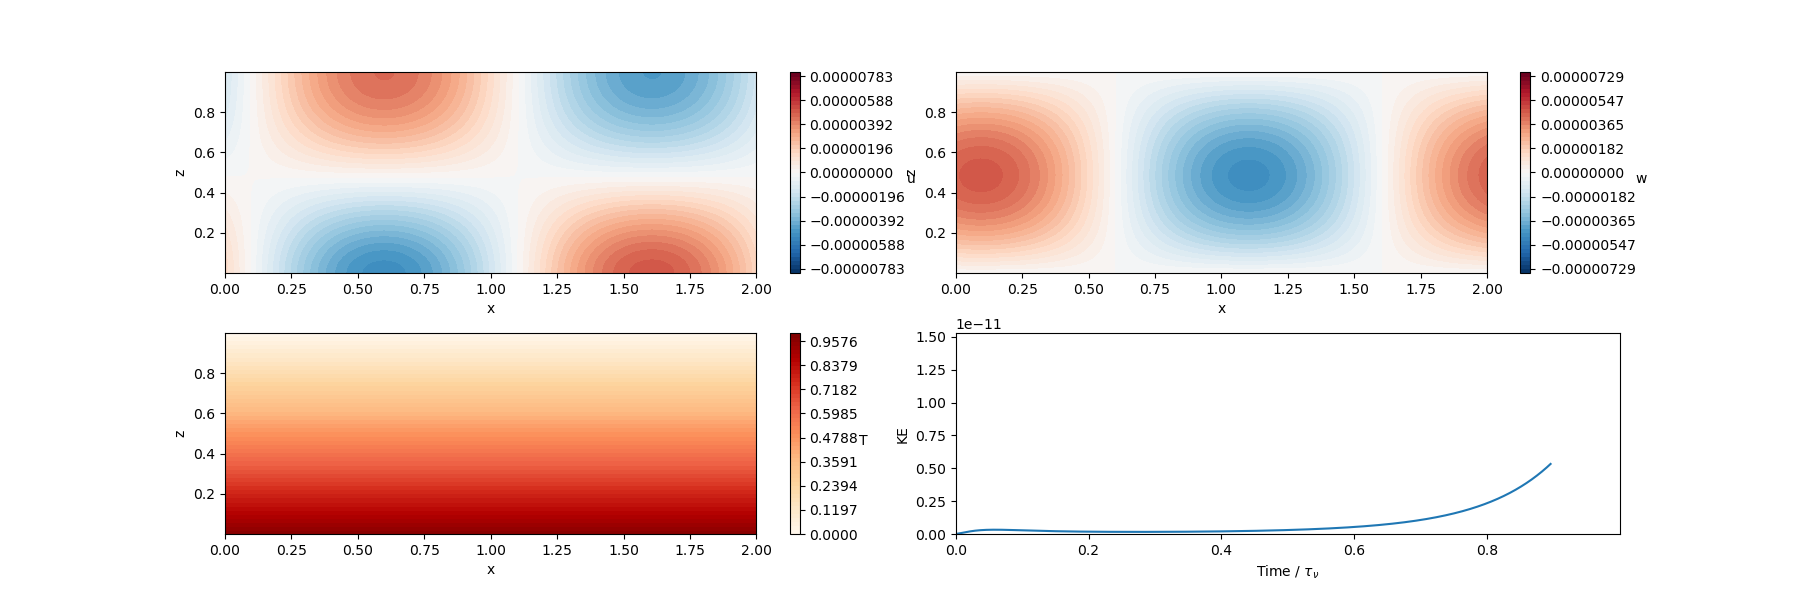 z
0.8
0.6
0.4
0.2
0.00 0.25 0.50 0.75 1.00 1.25 1.50 1.75 2.00
x
0.00000783
0.00000588
0.00000392
0.00000196
0.00000000
−0.00000196
−0.00000392
−0.00000588
−0.00000783
u
z
0.8
0.6
0.4
0.2
0.00 0.25 0.50 0.75 1.00 1.25 1.50 1.75 2.00
x
0.00000729
0.00000547
0.00000365
0.00000182
0.00000000
−0.00000182
−0.00000365
−0.00000547
−0.00000729
w
z
0.8
0.6
0.4
0.2
0.00 0.25 0.50 0.75 1.00 1.25 1.50 1.75 2.00
x
0.9576
0.8379
0.7182
0.5985
0.4788
0.3591
0.2394
0.1197
0.0000
T
1e−11
KE
1.50
1.25
1.00
0.75
0.50
0.25
0.00
0.0 0.2 0.4 0.6 0.8
Time / τν